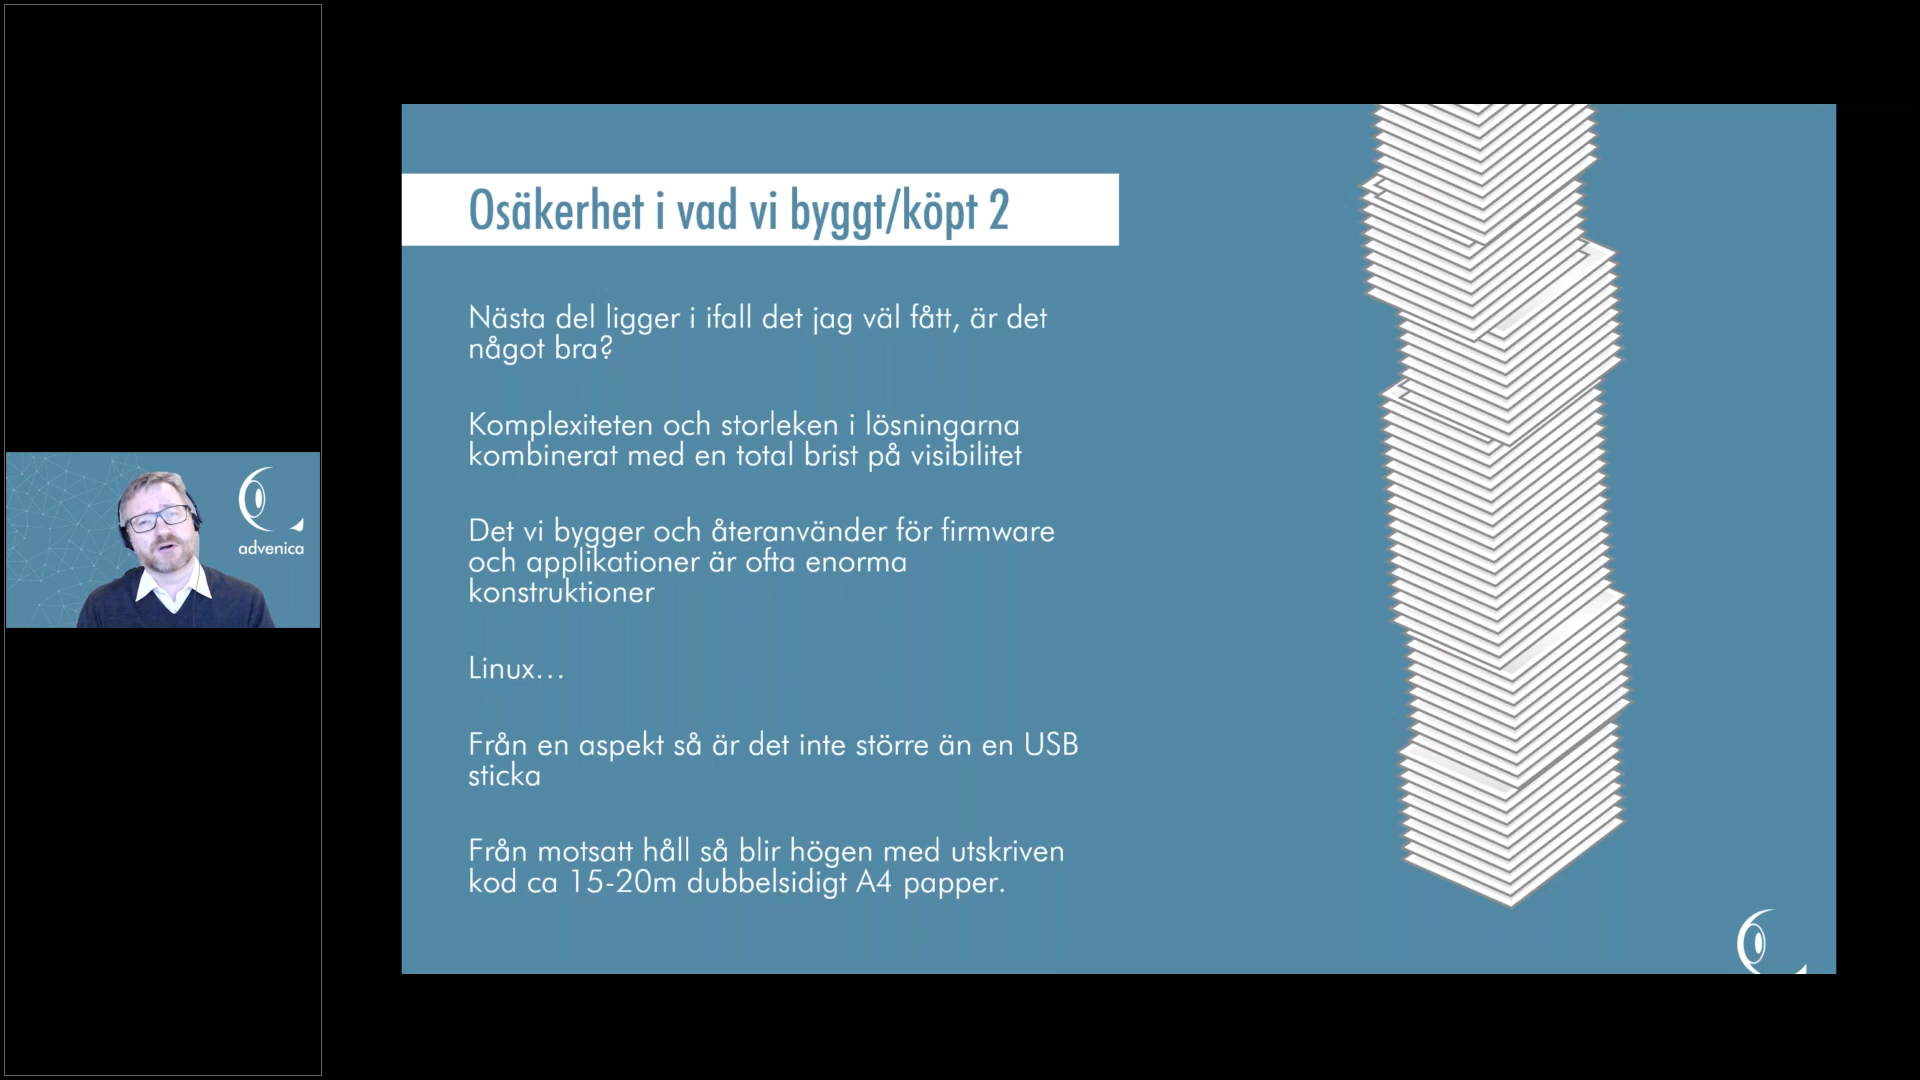 Osäkerhet i vad vi byggt/köpt 2
Nästa del ligger i ifall det jag väl fått, är det
något bra?
Komplexiteten och storleken i lösningarna
kombinerat med en total brist på visibilitet
Det vi bygger och återanvänder för firmware
och applikationer är ofta enorma
konstruktioner
Linux...
Från en aspekt så är det inte större än en USB
sticka
Från motsatt håll så blir högen med utskriven
kod ca 15-20m dubbelsidigt A4 papper.
advenica